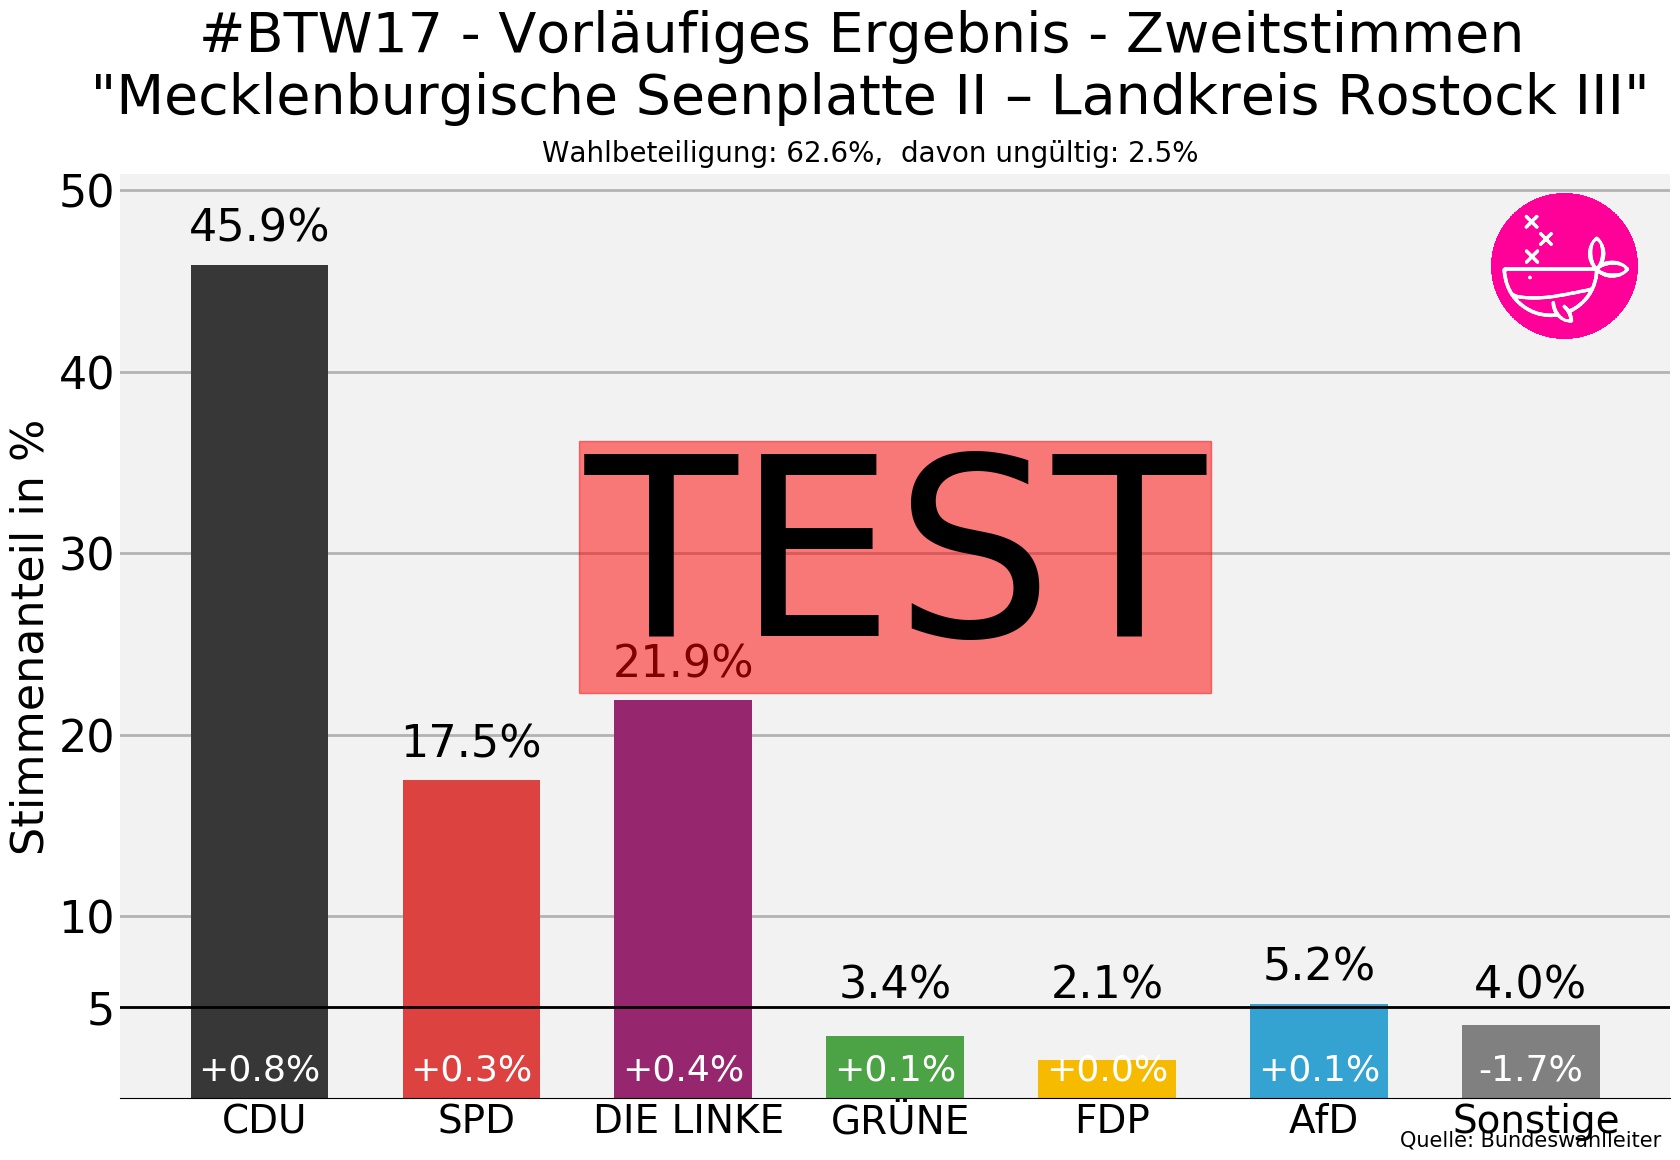 #BTW17 - Vorläufiges Ergebnis - Zweitstimmen
"Mecklenburgische Seenplatte II – Landkreis Rostock III"
Wahlbeteiligung: 62.6%, davon ungültig: 2.5%
Stimmenanteil in %
50
40
30
20
10
5
45.9%
17.5%
21.9%
3.4%
2.1%
5.2%
4.0%
TEST
+0.8%
+0.3%
+0.4%
+0.1%
+0.0%
+0.1%
-1.7%
CDU
SPD
DIE LINKE
GRÜNE
FDP
AfD
Sonstige
Quelle: Bundeswahlleiter